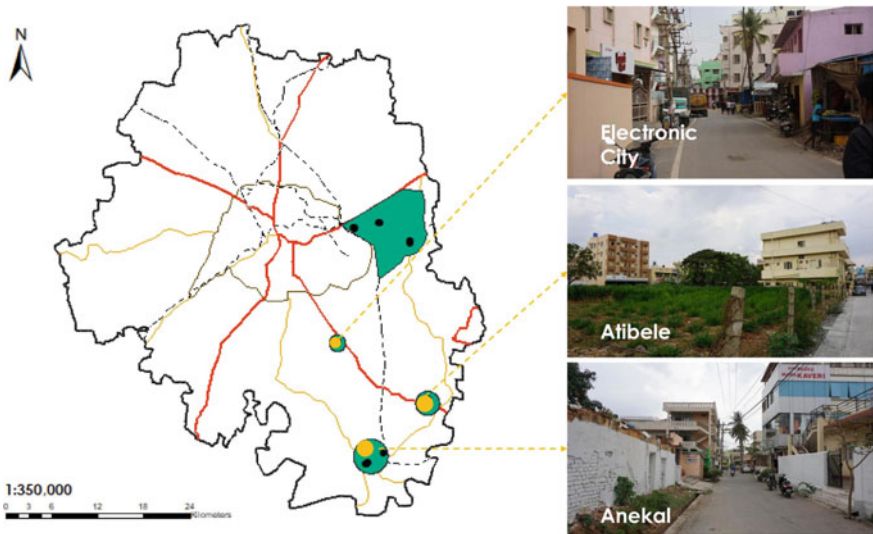 N
1:350,000
0 3 6 12 18 24
Kilometers
Electronic
City
Atibele
KAVERI
Anekal